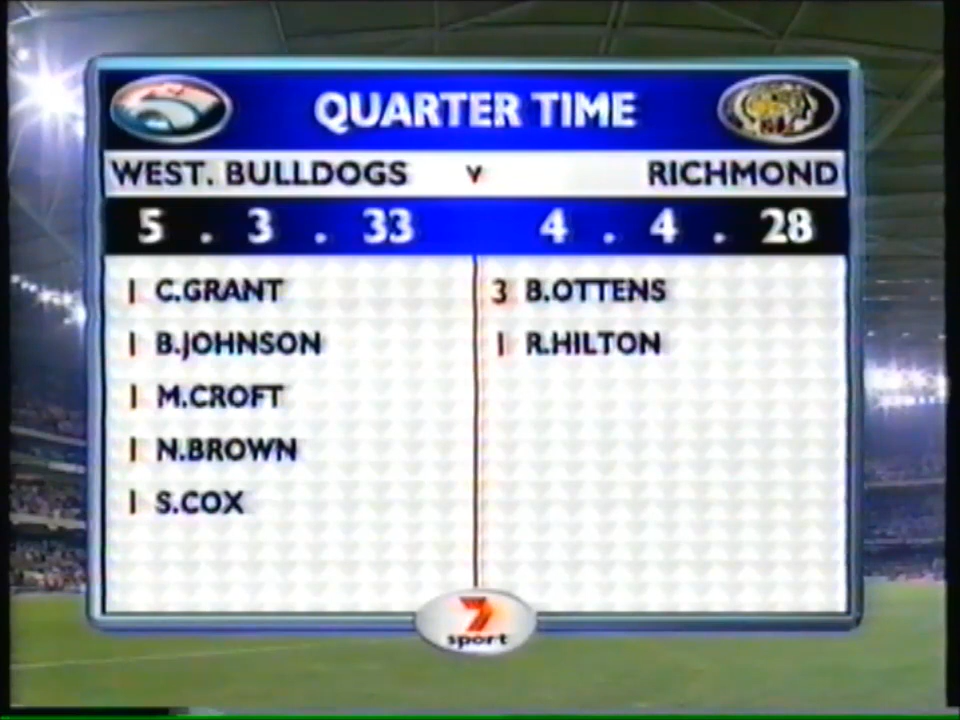 QUARTER TIME
WEST. BULLDOGS v RICHMOND
5 . 3 . 33 4 . 4 . 28
1 C.GRANT 3 B.OTTENS
1 B.JOHNSON 1 R.HILTON
1 M.CROFT
1 N.BROWN
1 S.COX
7
sport